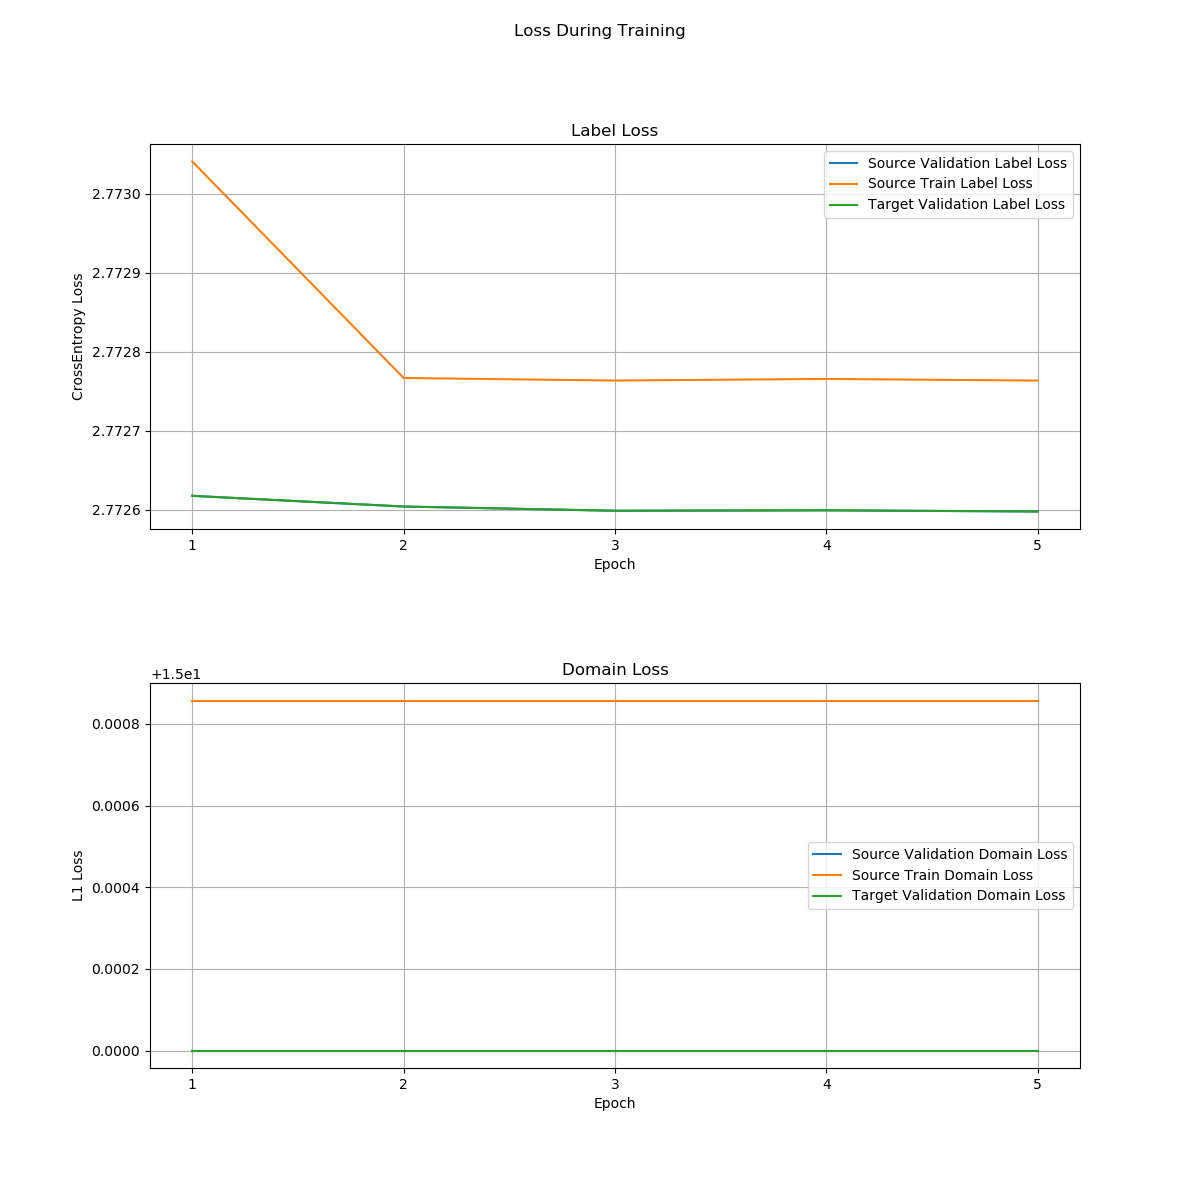 Loss During Training
Label Loss
CrossEntropy Loss
2.7730
2.7729
2.7728
2.7727
2.7726
Source Validation Label Loss
Source Train Label Loss
Target Validation Label Loss
1 2 3 4 5
Epoch
Domain Loss
+1.5e1
L1 Loss
0.0008
0.0006
0.0004
0.0002
0.0000
Source Validation Domain Loss
Source Train Domain Loss
Target Validation Domain Loss
1 2 3 4 5
Epoch